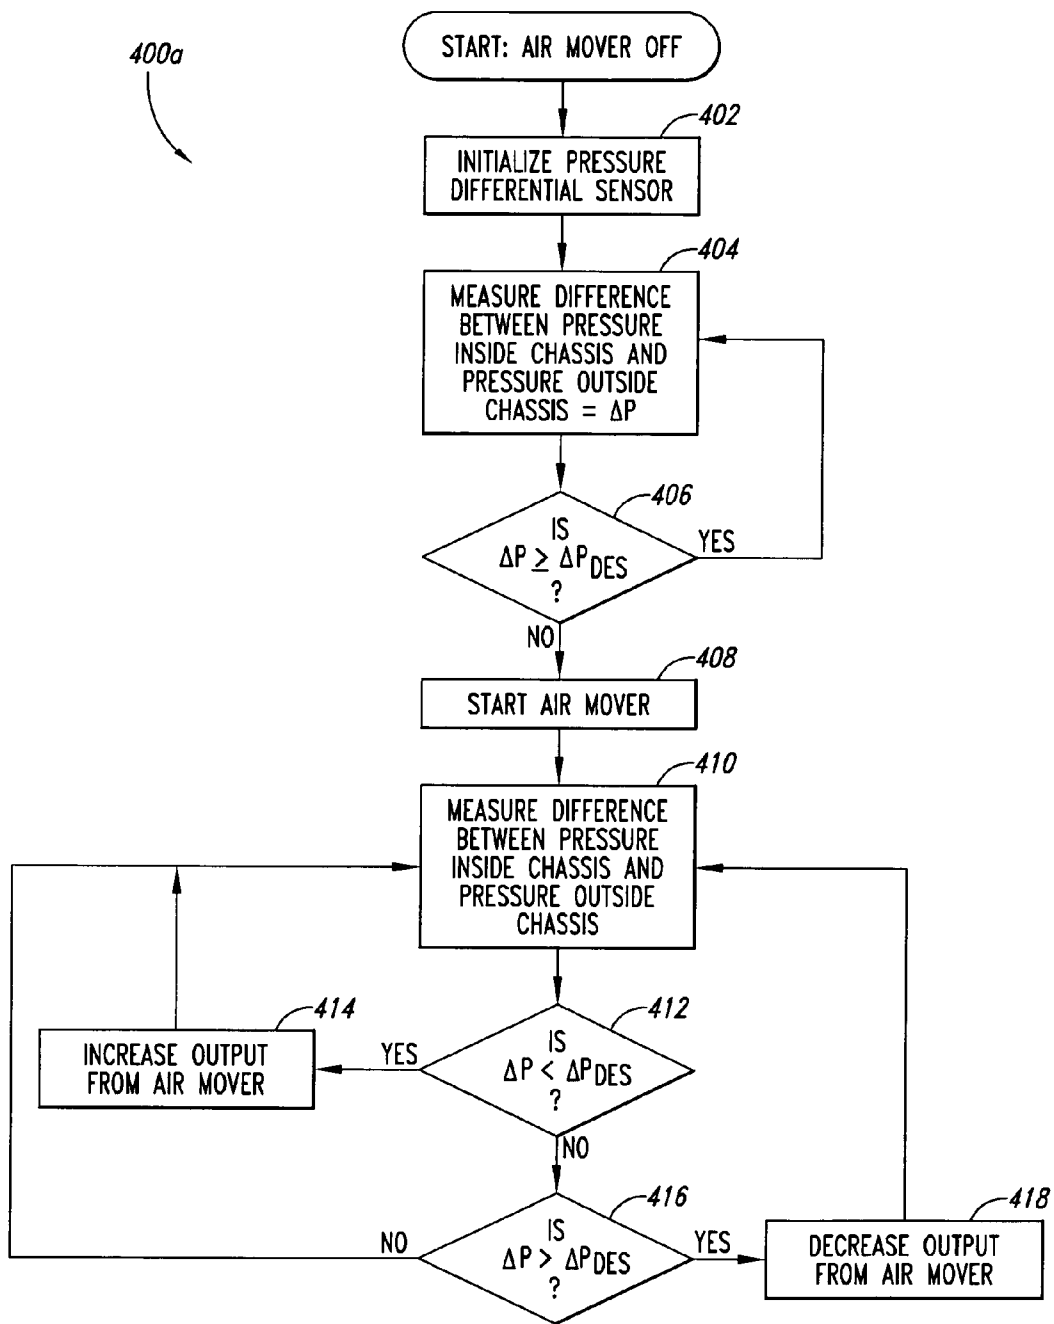 400a
START: AIR MOVER OFF
402
INITIALIZE PRESSURE
DIFFERENTIAL SENSOR
404
MEASURE DIFFERENCE
BETWEEN PRESSURE
INSIDE CHASSIS AND
PRESSURE OUTSIDE
CHASSIS = ΔP
406
IS
ΔP ≥ ΔPDES
?
YES
NO
408
START AIR MOVER
410
MEASURE DIFFERENCE
BETWEEN PRESSURE
INSIDE CHASSIS AND
PRESSURE OUTSIDE
CHASSIS
412
IS
ΔP < ΔPDES
?
YES
414
INCREASE OUTPUT
FROM AIR MOVER
NO
416
IS
ΔP > ΔPDES
?
NO
YES
418
DECREASE OUTPUT
FROM AIR MOVER